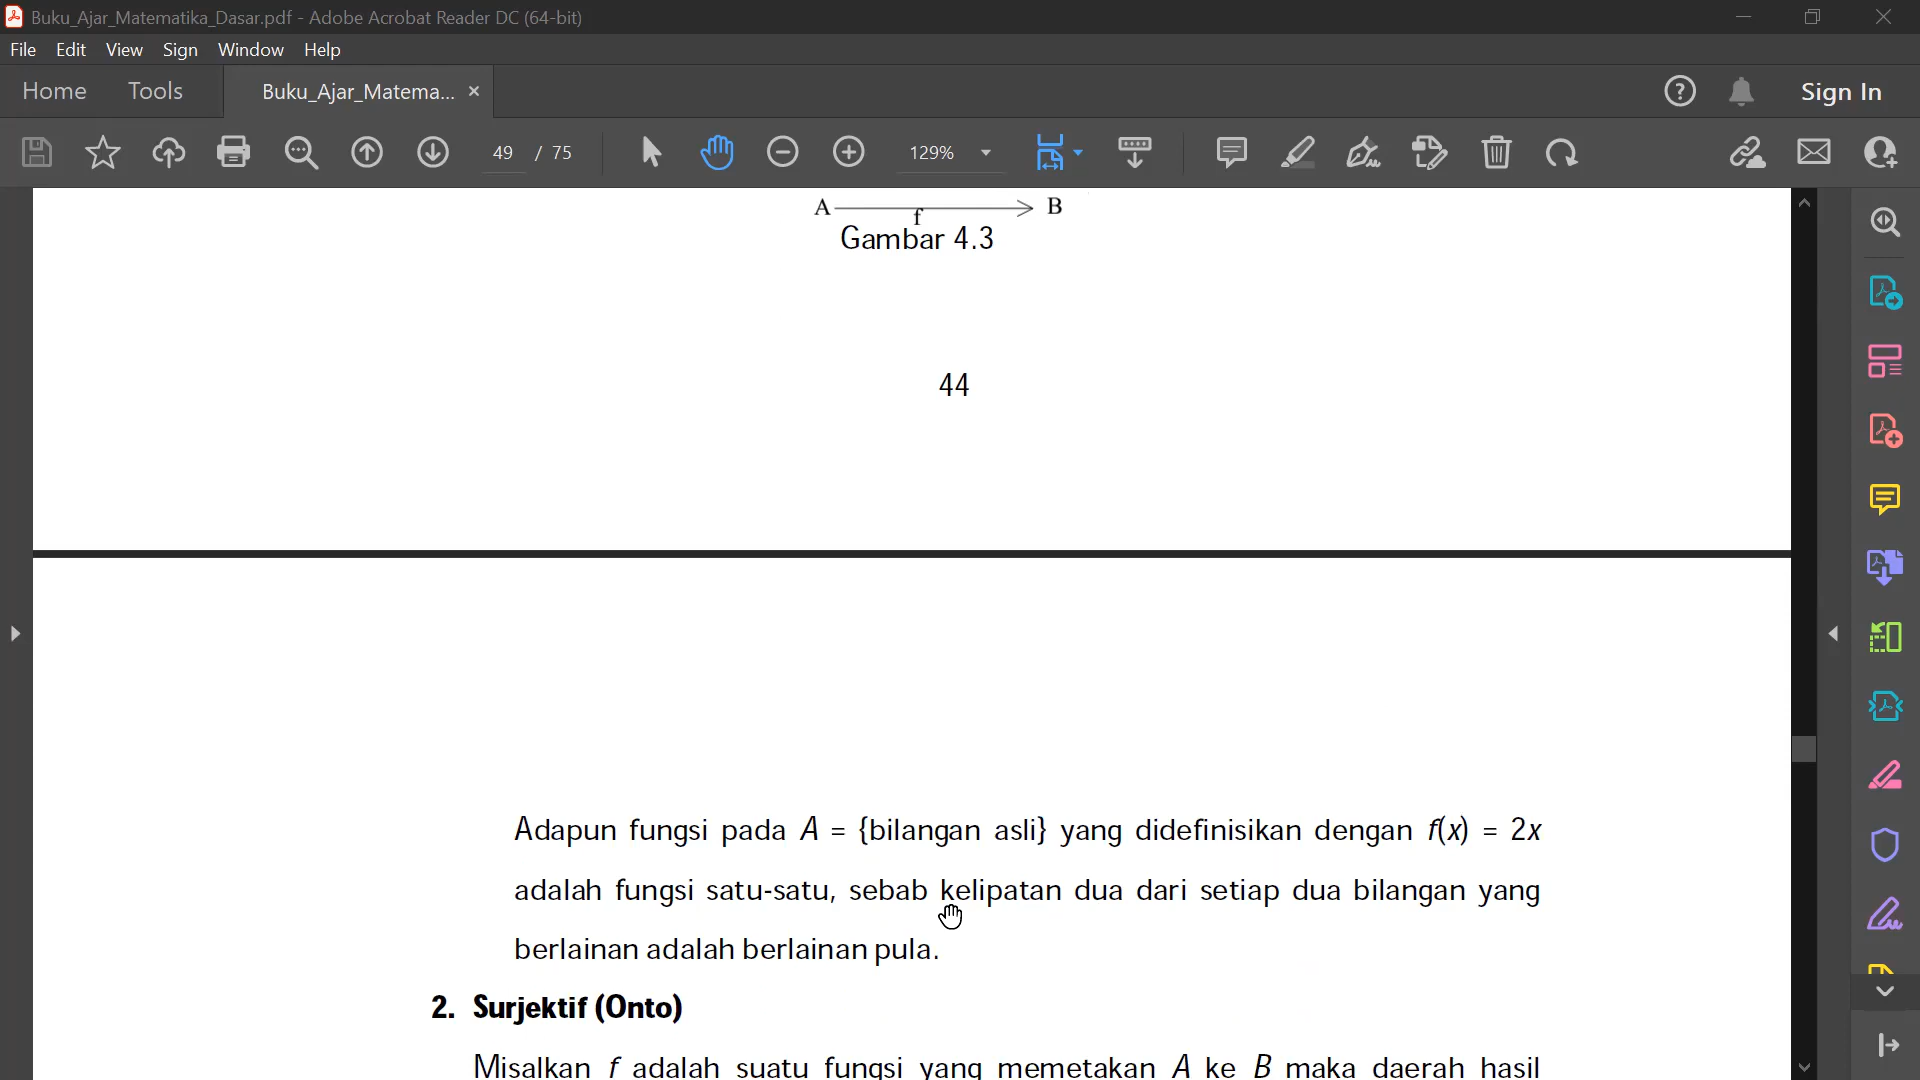 Buku_Ajar_Matematika_Dasar.pdf - Adobe Acrobat Reader DC (64-bit)
File Edit View Sign Window Help
Home Tools Buku_Ajar_Matema... × Sign In
49 / 75 129%
A B
f
Gambar 4.3
44
Adapun fungsi pada A = {bilangan asli} yang didefinisikan dengan f(x) = 2x
adalah fungsi satu-satu, sebab kelipatan dua dari setiap dua bilangan yang
berlainan adalah berlainan pula.
2. Surjektif (Onto)
Misalkan f adalah suatu fungsi yang memetakan A ke B maka daerah hasil